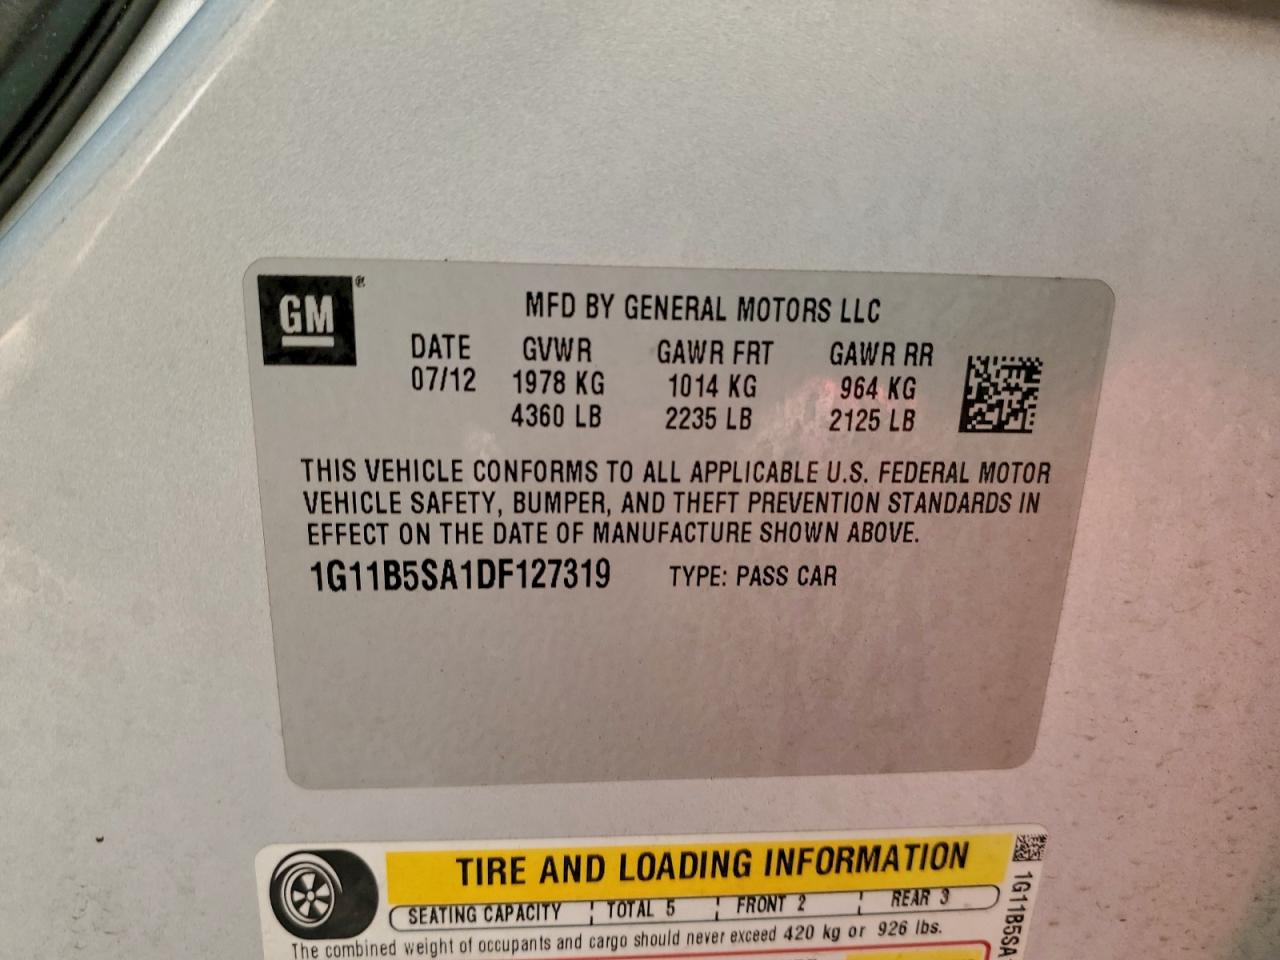 GM®
MFD BY GENERAL MOTORS LLC
DATE GVWR GAWR FRT GAWR RR
07/12 1978 KG 1014 KG 964 KG
4360 LB 2235 LB 2125 LB
THIS VEHICLE CONFORMS TO ALL APPLICABLE U.S. FEDERAL MOTOR
VEHICLE SAFETY, BUMPER, AND THEFT PREVENTION STANDARDS IN
EFFECT ON THE DATE OF MANUFACTURE SHOWN ABOVE.
1G11B5SA1DF127319 TYPE: PASS CAR
TIRE AND LOADING INFORMATION
SEATING CAPACITY TOTAL 5 FRONT 2 REAR 3
The combined weight of occupants and cargo should never exceed 420 kg or 926 lbs.
1G11B5SA